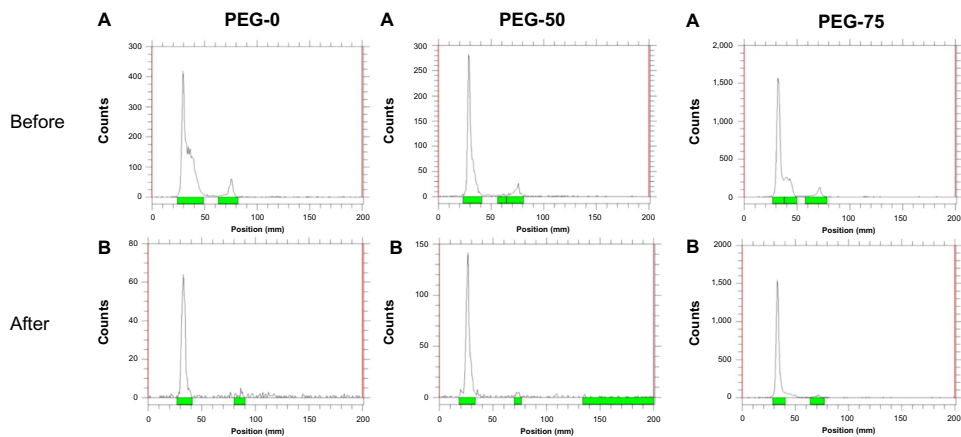 A PEG-0 A PEG-50 A PEG-75
Before
Counts
300
400
300
200
100
0
0 50 100 150 200
Position (mm)
Counts
300
250
300
150
100
50
0
0 50 100 150 200
Position (mm)
Counts
2,000
1,500
1,000
500
0
0 50 100 150 200
Position (mm)
After
B
Counts
80
60
40
20
0
0 50 100 150 200
Position (mm)
B
Counts
150
100
50
0
0 50 100 150 200
Position (mm)
B
Counts
2000
1,500
1,000
500
0
0 50 100 150 200
Position (mm)